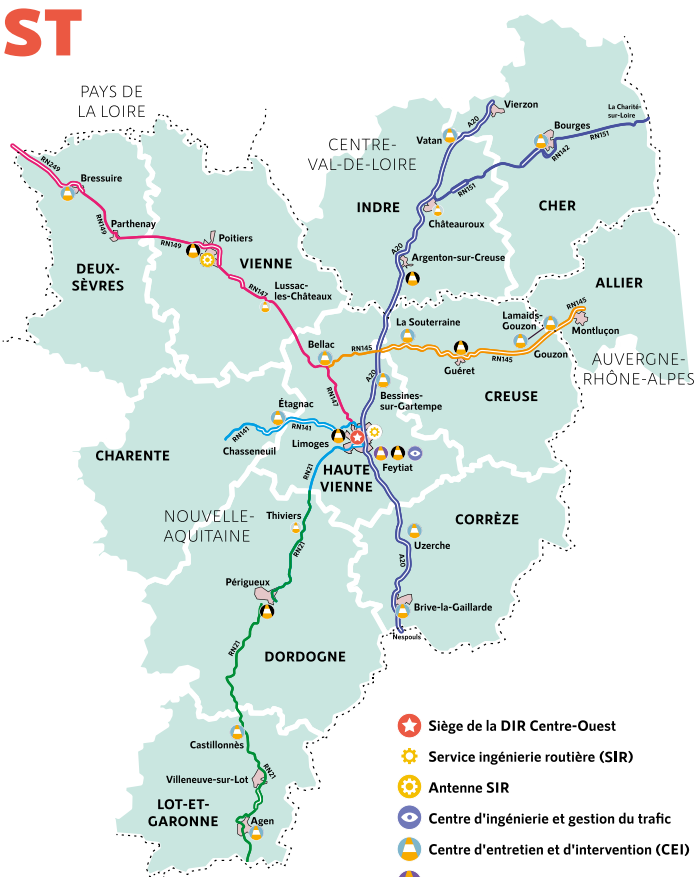 ST
PAYS DE
LA LOIRE
CENTRE-
VAL-DE-LOIRE
Vierzon
A20
Vatan
La Charité-
sur-Loire
Bourges
RN151
RN142
RN151
INDRE
CHER
Châteauroux
RN249
Bressuire
RN149
Parthenay
RN149
Poitiers
VIENNE
DEUX-
SÈVRES
RN147
Lussac-
les-Châteaux
A20
Argenton-sur-Creuse
ALLIER
RN145
Lamaids-
Gouzon
Montluçon
La Souterraine
Bellac
RN145
Guéret
RN145
Gouzon
AUVERGNE-
RHÔNE-ALPES
A20
Bessines-
sur-Gartempe
CREUSE
RN147
Étagnac
RN141
RN141
Chasseneuil
Limoges
Feytiat
CHARENTE
HAUTE
VIENNE
RN21
NOUVELLE-
AQUITAINE
Thiviers
RN21
CORRÈZE
Uzerche
A20
Périgueux
Brive-la-Gaillarde
Nespouls
RN21
DORDOGNE
Castillonnès
Villeneuve-sur-Lot
RN21
LOT-ET-
GARONNE
Agen
Siège de la DIR Centre-Ouest
Service ingénierie routière (SIR)
Antenne SIR
Centre d'ingénierie et gestion du trafic
Centre d'entretien et d'intervention (CEI)